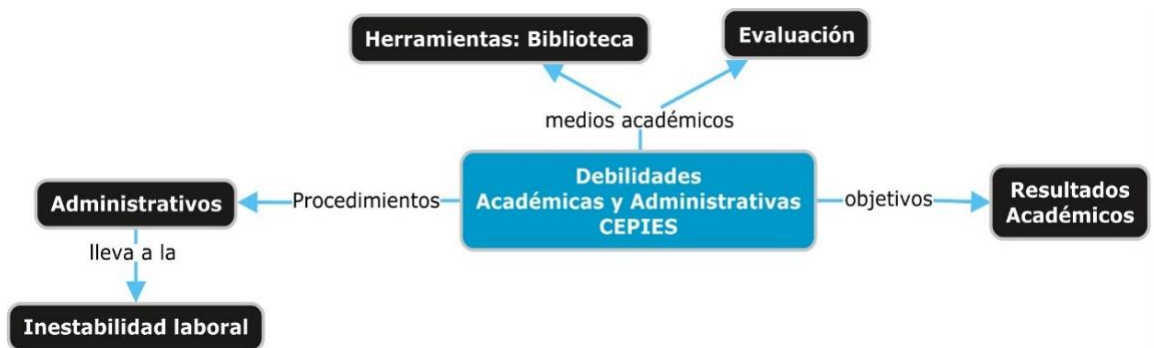 Herramientas: Biblioteca
Evaluación
medios académicos
Debilidades
Académicas y Administrativas
CEPIES
Administrativos
Procedimientos
objetivos
Resultados
Académicos
lleva a la
Inestabilidad laboral